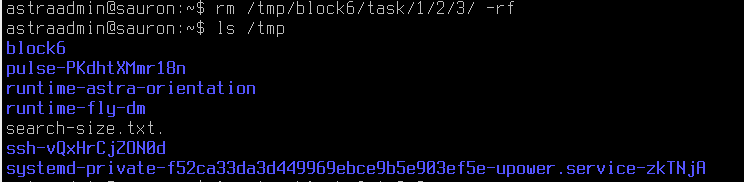 astraadmin@sauron:~$ rm /tmp/block6/task/1/2/3/ -rf
astraadmin@sauron:~$ ls /tmp
block6
pulse-PKdhtXMmr18n
runtime-astra-orientation
runtime-fly-dm
search-size.txt.
ssh-vQxHrCjZON0d
systemd-private-f52ca33da3d449969ebce9b5e903ef5e-upower.service-zkTNjA